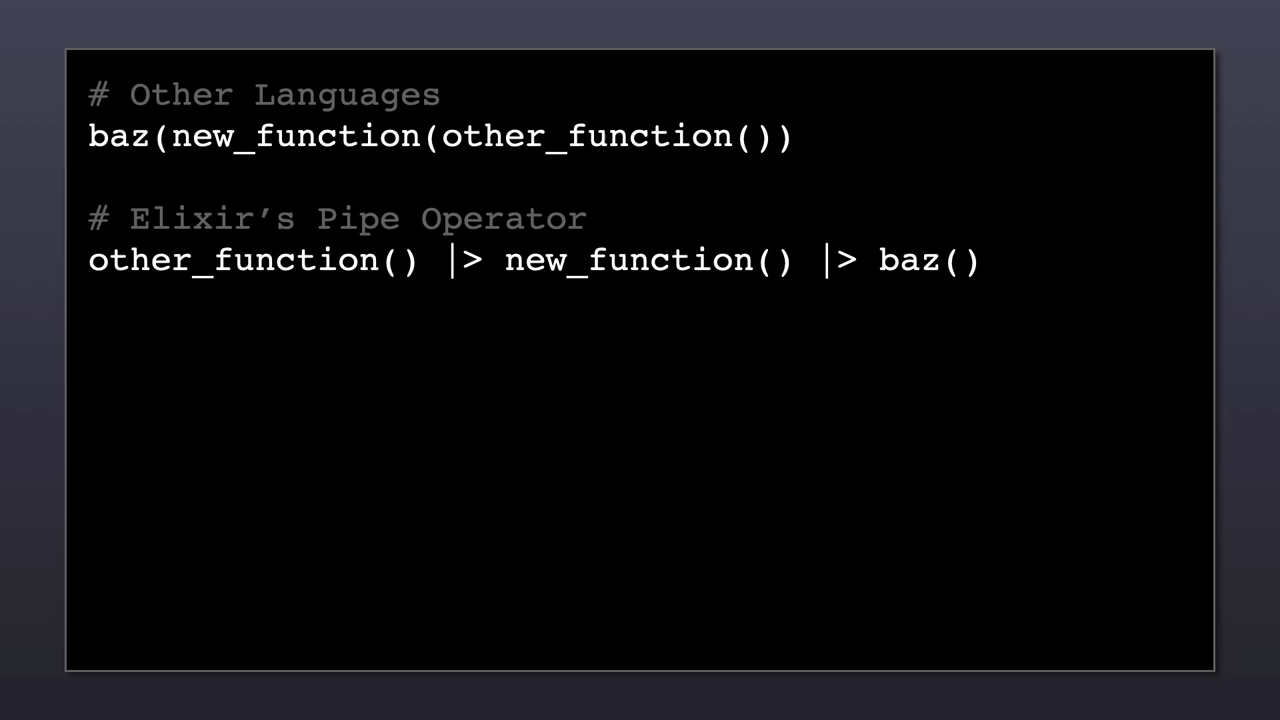 # Other Languages
baz(new_function(other_function())
# Elixir’s Pipe Operator
other_function() |> new_function() |> baz()